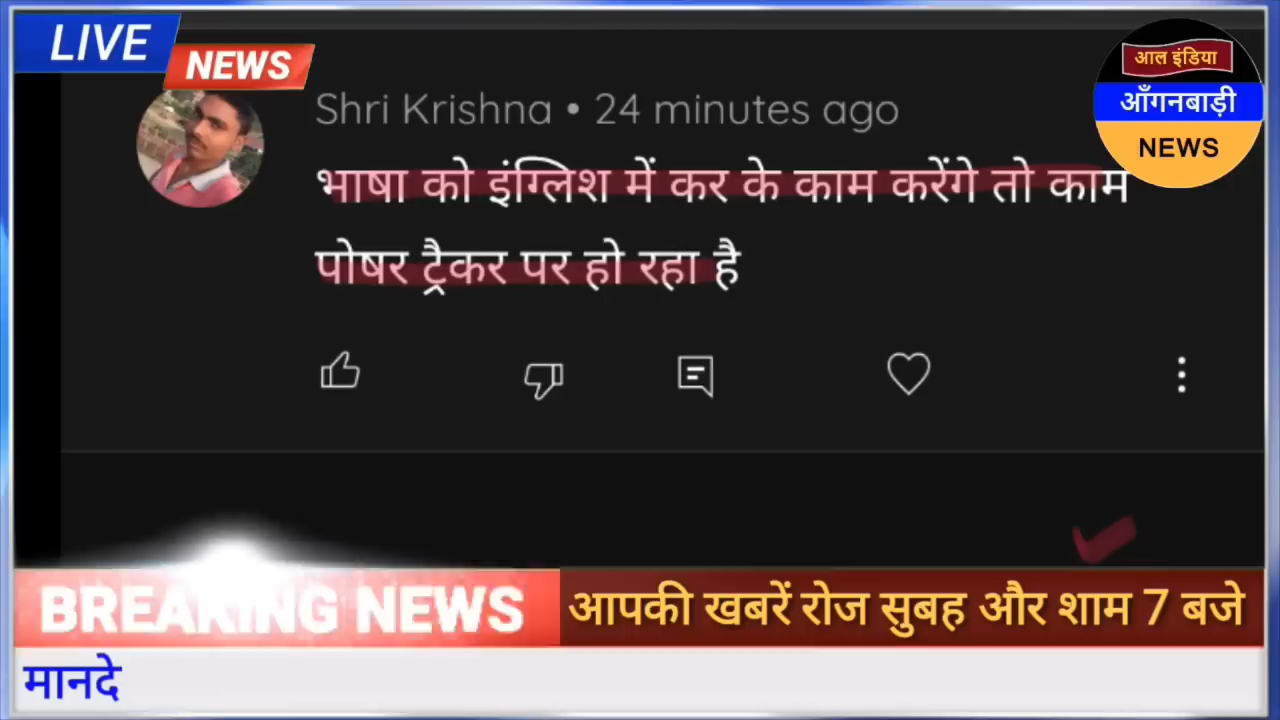 LIVE
NEWS
आल इंडिया
आँगनबाड़ी
NEWS
Shri Krishna • 24 minutes ago
भाषा को इंग्लिश में कर के काम करेंगे तो काम
पोषर ट्रैकर पर हो रहा है
BREAKING NEWS
आपकी खबरें रोज सुबह और शाम 7 बजे
मानदे